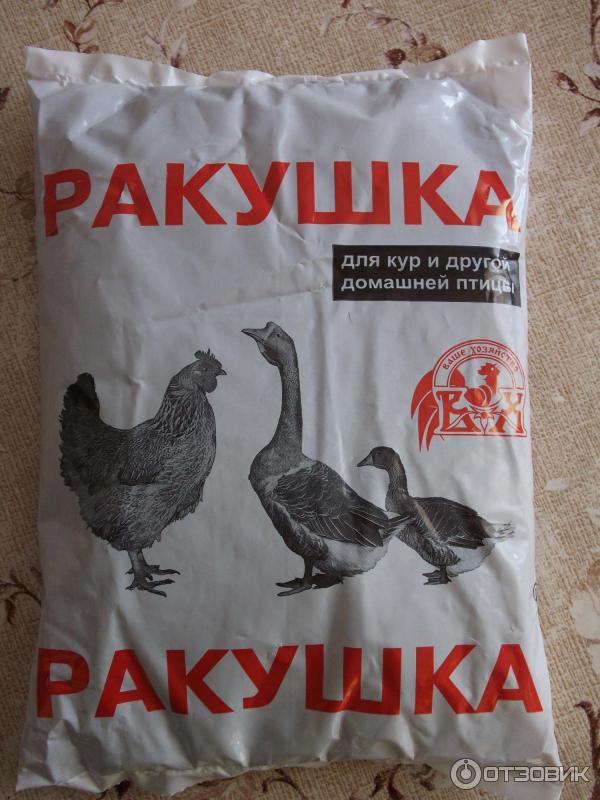 РАКУШКА
для кур и другой
домашней птицы
ВАШЕ ХОЗЯЙСТВО
ВХ
РАКУШКА
ОТЗОВИК